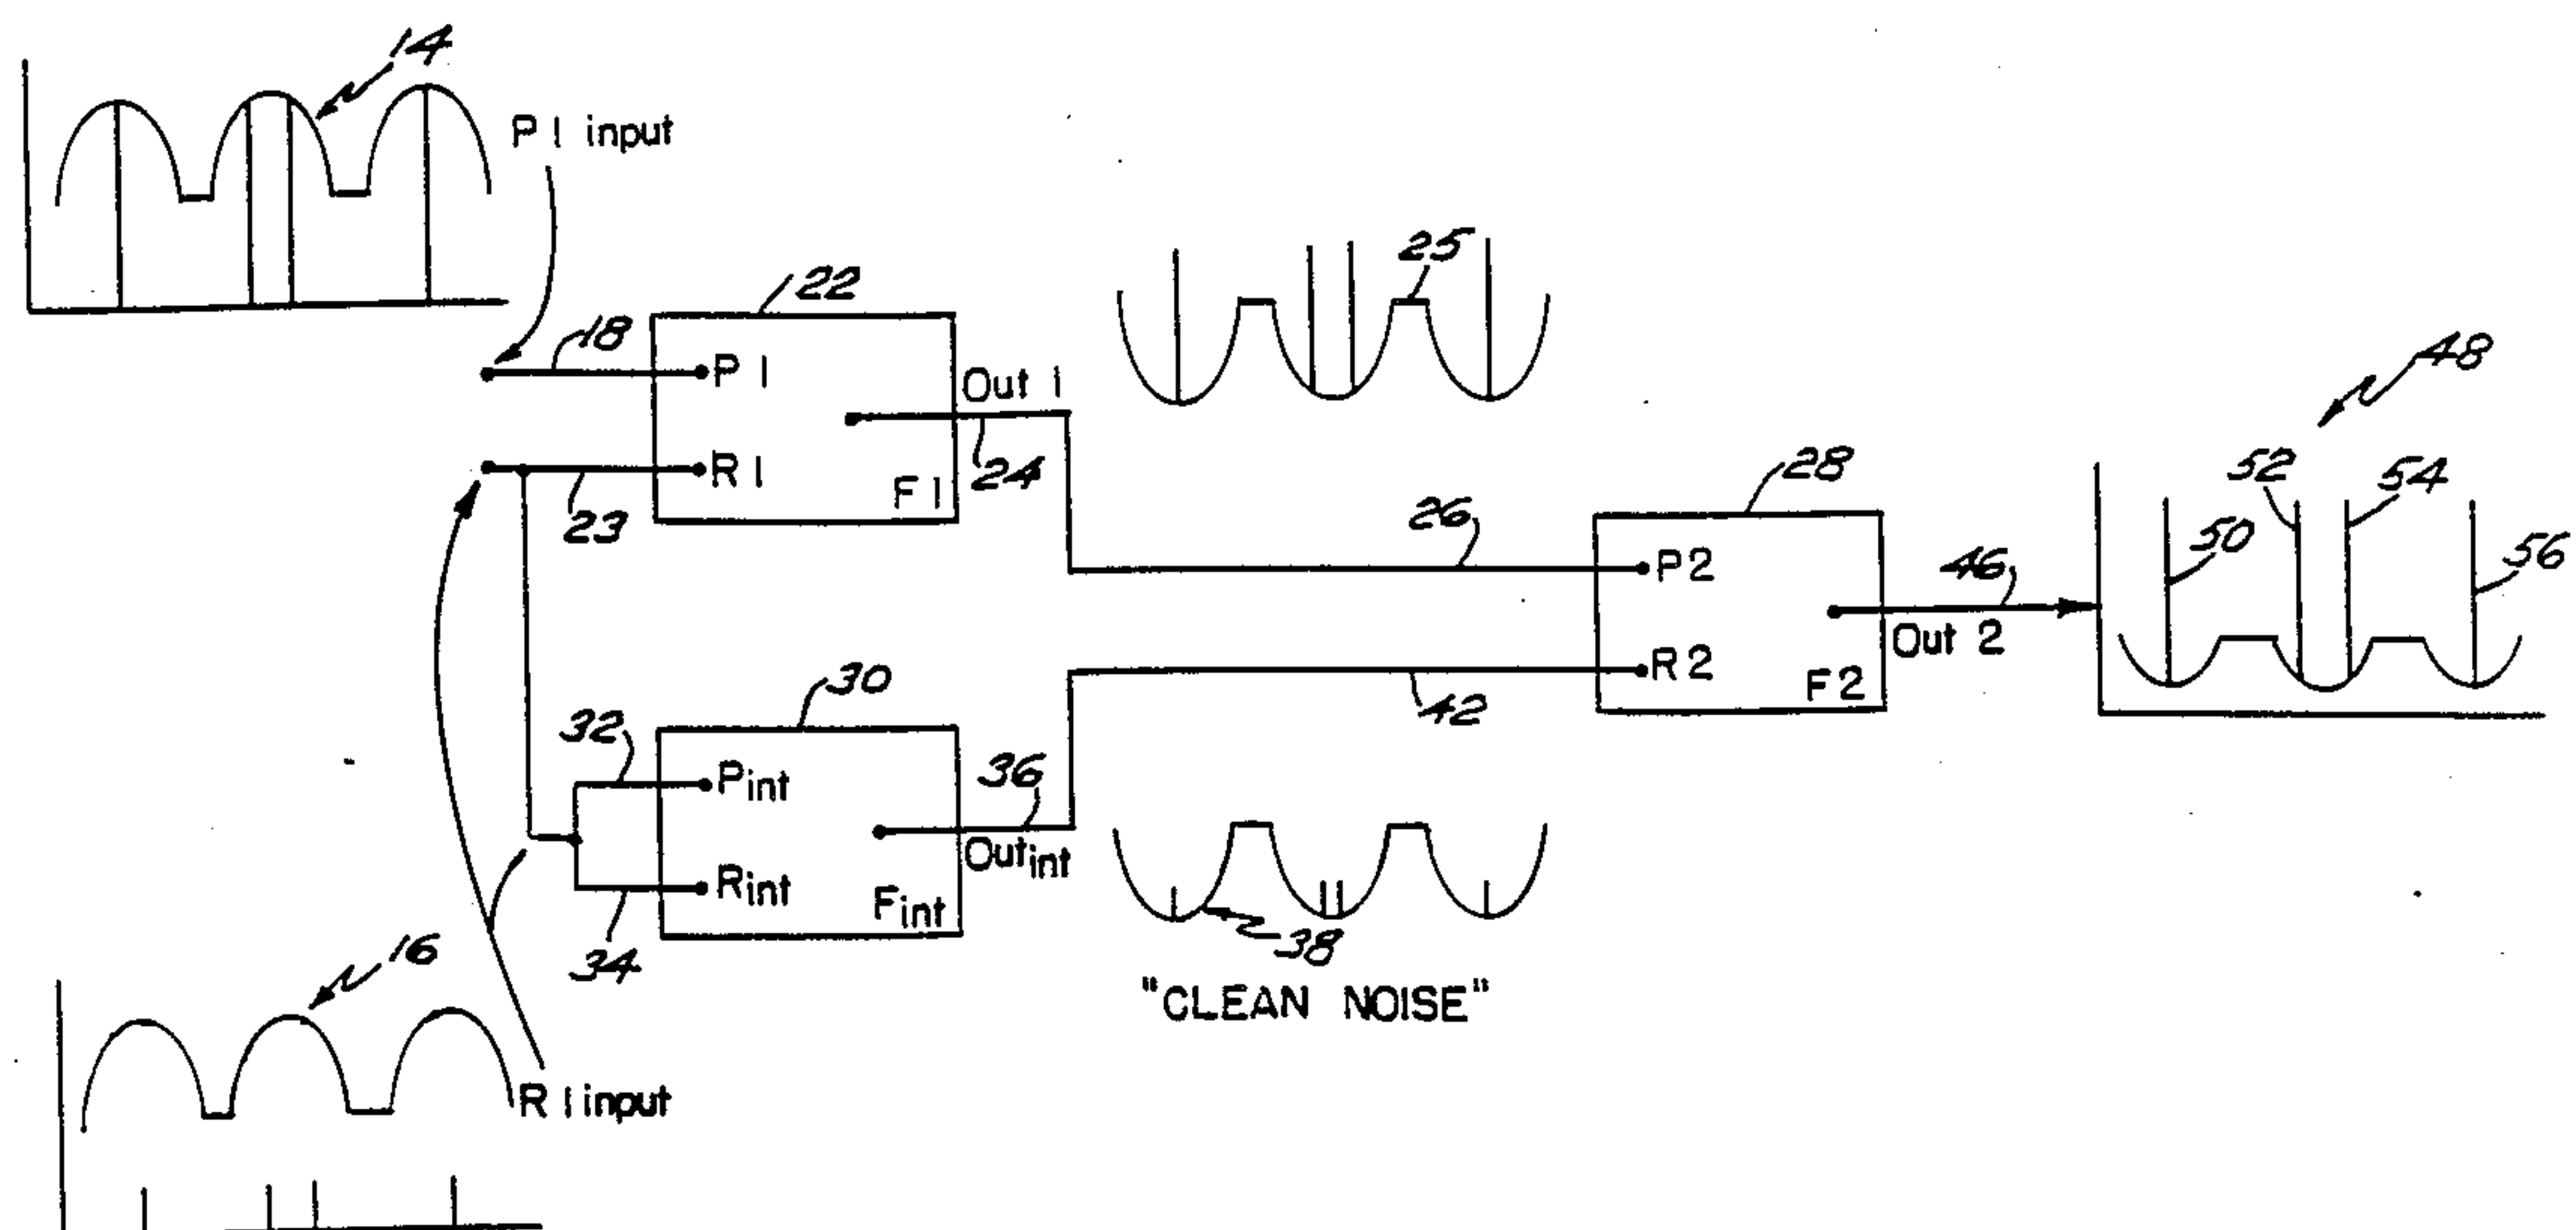 14
P1 input
22
18
P1
R1
F1
23
Out 1
24
25
48
28
26
P2
R2
F2
42
46
Out 2
52
54
50
56
30
32
Pint
Rint
Fint
34
36
Outint
38
"CLEAN NOISE"
16
R1 input